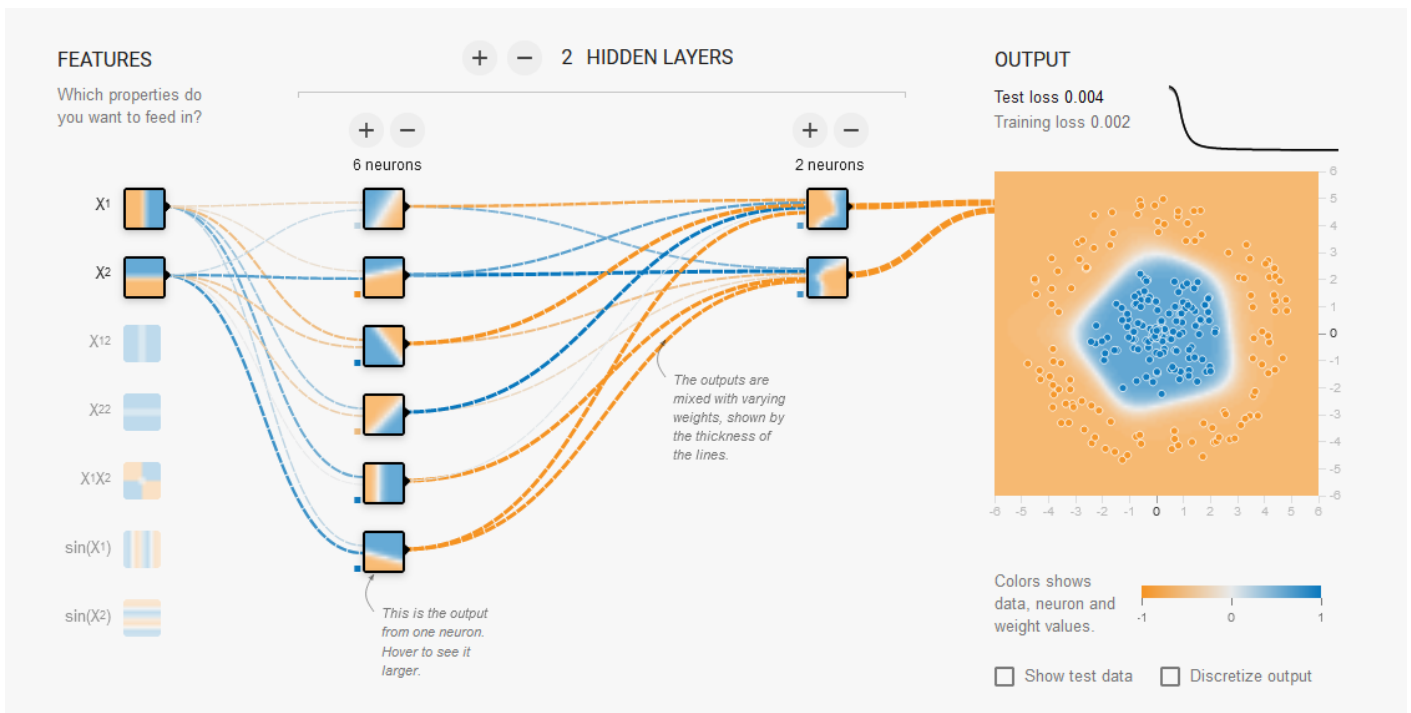 FEATURES
Which properties do
you want to feed in?
+ − 2 HIDDEN LAYERS
+ −
6 neurons
+ −
2 neurons
OUTPUT
Test loss 0.004
Training loss 0.002
X1
X2
X12
X22
X1X2
sin(X1)
sin(X2)
This is the output
from one neuron.
Hover to see it
larger.
The outputs are
mixed with varying
weights, shown by
the thickness of
the lines.
6
5
4
3
2
1
0
-1
-2
-3
-4
-5
-6
-6 -5 -4 -3 -2 -1 0 1 2 3 4 5 6
Colors shows
data, neuron and
weight values.
-1 0 1
Show test data
Discretize output